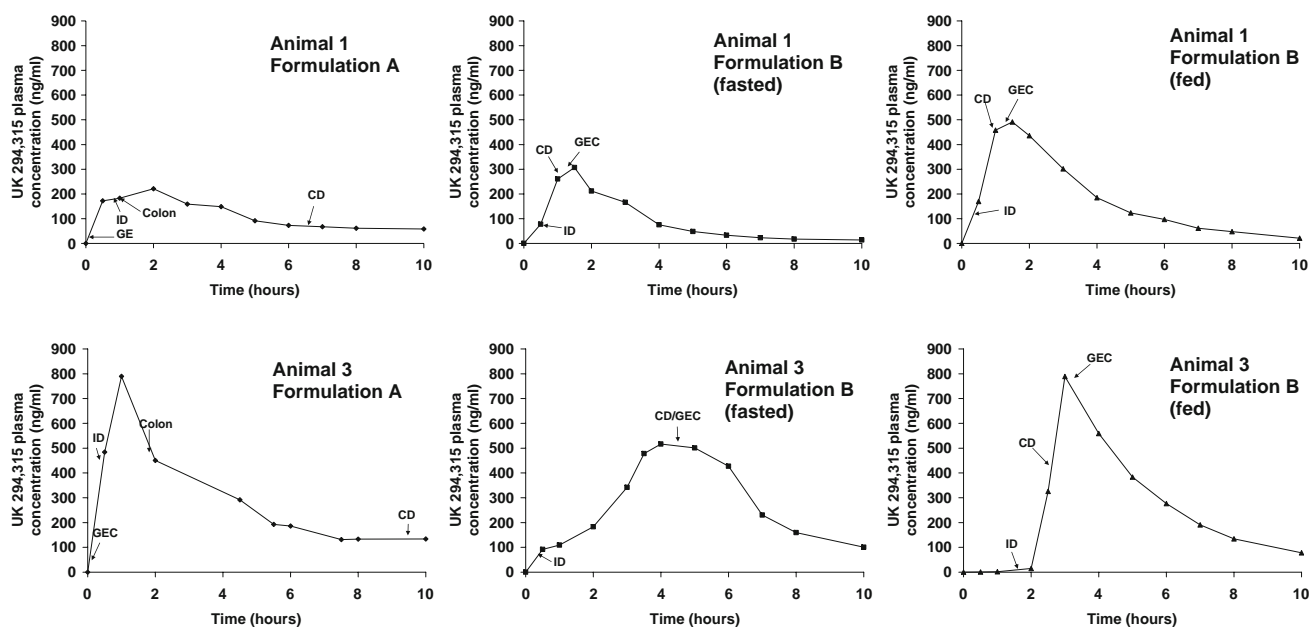 Animal 1
Formulation A
UK 294,315 plasma
concentration (ng/ml)
900
800
700
600
500
400
300
200
100
0
GE
ID
Colon
CD
0 2 4 6 8 10
Time (hours)
Animal 1
Formulation B
(fasted)
UK 294,315 plasma
concentration (ng/ml)
900
800
700
600
500
400
300
200
100
0
ID
CD
GEC
0 2 4 6 8 10
Time (hours)
Animal 1
Formulation B
(fed)
UK 294,315 plasma
concentration (ng/ml)
900
800
700
600
500
400
300
200
100
0
ID
CD
GEC
0 2 4 6 8 10
Time (hours)
Animal 3
Formulation A
UK 294,315 plasma
concentration (ng/ml)
900
800
700
600
500
400
300
200
100
0
GEC
ID
Colon
CD
0 2 4 6 8 10
Time (hours)
Animal 3
Formulation B
(fasted)
UK 294,315 plasma
concentration (ng/ml)
900
800
700
600
500
400
300
200
100
0
ID
CD/GEC
0 2 4 6 8 10
Time (hours)
Animal 3
Formulation B
(fed)
UK 294,315 plasma
concentration (ng/ml)
900
800
700
600
500
400
300
200
100
0
ID
CD
GEC
0 2 4 6 8 10
Time (hours)